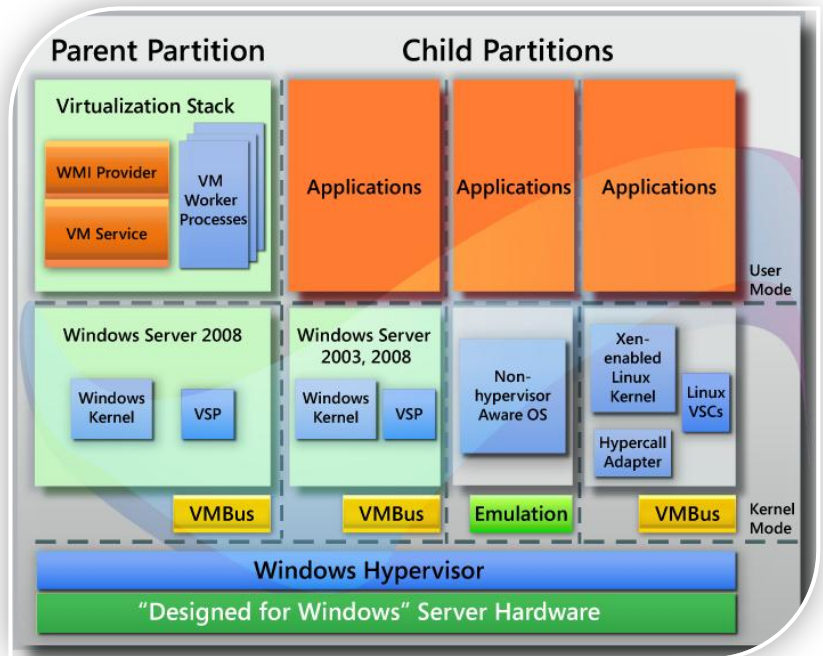 Parent Partition
Child Partitions
Virtualization Stack
WMI Provider
VM Service
VM
Worker
Processes
Applications
Applications
Applications
User
Mode
Windows Server 2008
Windows
Kernel
VSP
Windows Server
2003, 2008
Windows
Kernel
VSP
Non-
hypervisor
Aware OS
Xen-
enabled
Linux
Kernel
Linux
VSCs
Hypercall
Adapter
VMBus
VMBus
Emulation
VMBus
Kernel
Mode
Windows Hypervisor
“Designed for Windows” Server Hardware